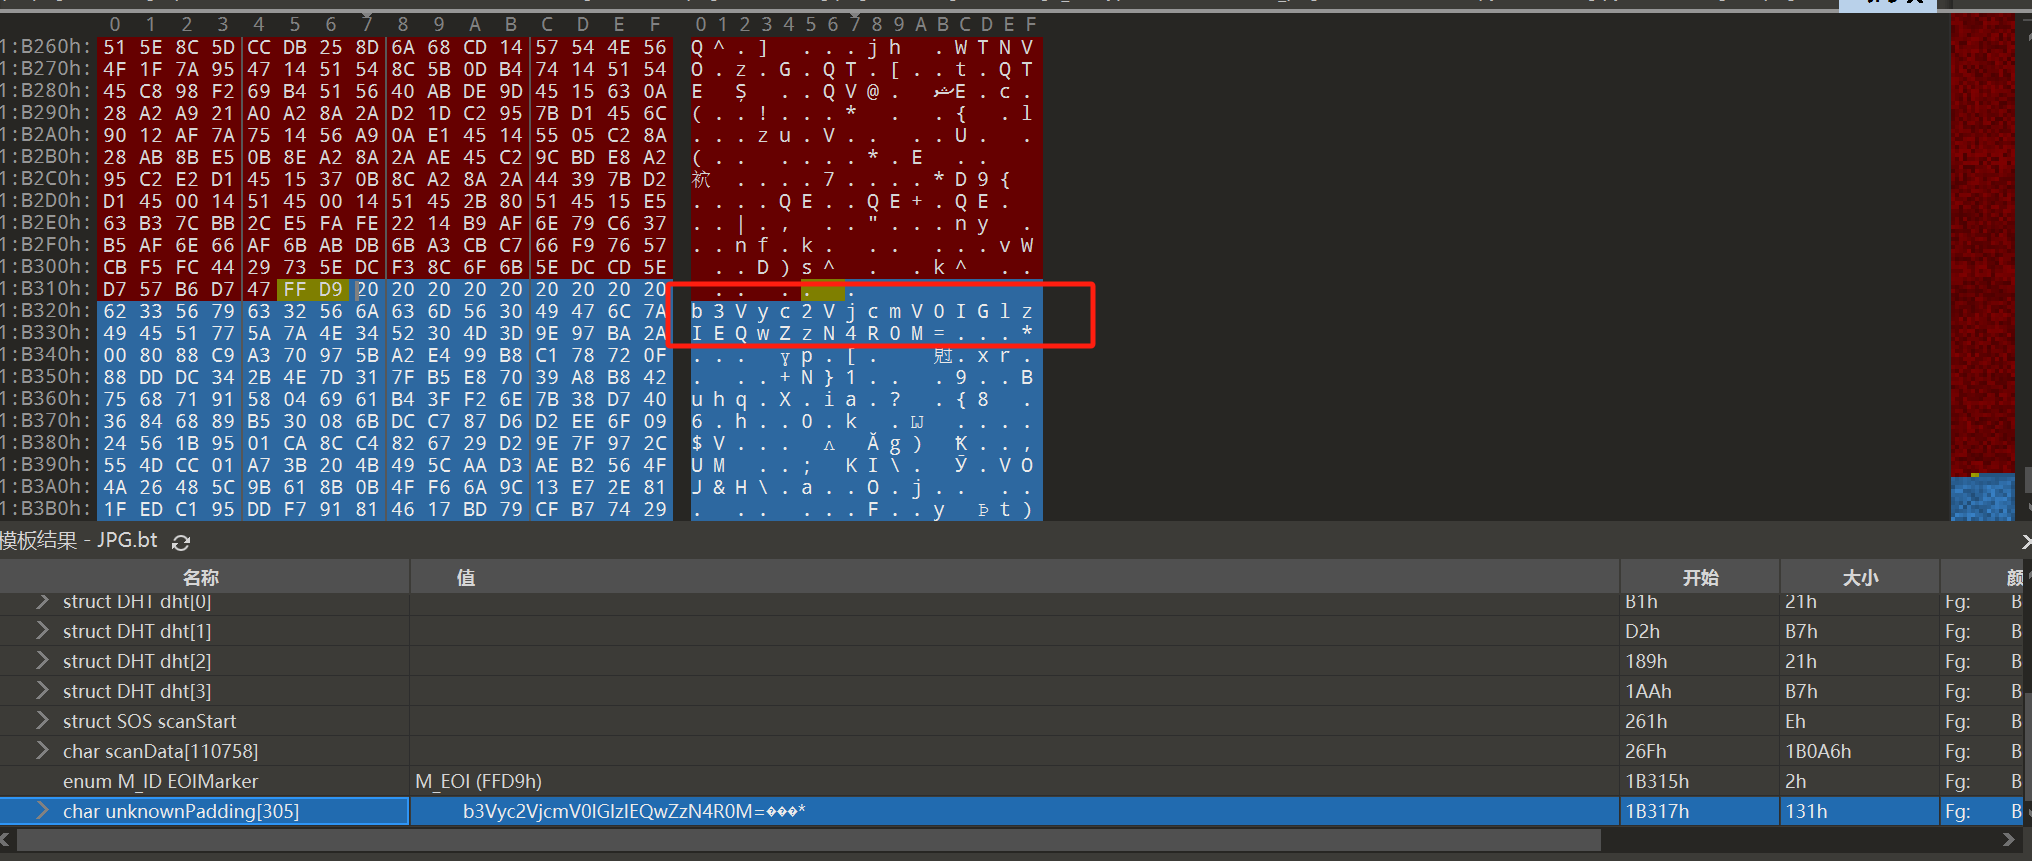 0 1 2 3 4 5 6 7 8 9 A B C D E F 0 1 2 3 4 5 6 7 8 9 A B C D E F
1:B260h: 51 5E 8C 5D CC DB 25 8D 6A 68 CD 14 57 54 4E 56 Q^.] ...jh .WTNV
1:B270h: 4F 1F 7A 95 47 14 51 54 8C 5B 0D B4 74 14 51 54 O.z.G.QT.[..t.QT
1:B280h: 45 C8 98 F2 69 B4 51 56 40 AB DE 9D 45 15 63 0A
1:B290h: 28 A2 A9 21 A0 A2 8A 2A D2 1D C2 95 7B D1 45 6C (..!...* . .{ .l
1:B2A0h: 90 12 AF 7A 75 14 56 A9 0A E1 45 14 55 05 C2 8A ...zu.V.. ..U. .
1:B2B0h: 28 AB 8B E5 0B 8E A2 8A 2A AE 45 C2 9C BD E8 A2 (.. ....*.E ..
1:B2C0h: 95 C2 E2 D1 45 15 37 0B 8C A2 8A 2A 44 39 7B D2 ....7....*D9{
1:B2D0h: D1 45 00 14 51 45 00 14 51 45 2B 80 51 45 15 E5 ....QE..QE+.QE.
1:B2E0h: 63 B3 7C BB 2C E5 FA FE 22 14 B9 AF 6E 79 C6 37 ..|.,..."...ny .
1:B2F0h: B5 AF 6E 66 AF 6B AB DB 6B A3 CB C7 66 F9 76 57 ..nf.k.. .....vW
1:B300h: CB F5 FC 44 29 73 5E DC F3 8C 6F 6B 5E DC CD 5E ..D)s^ . .k^ ..
1:B310h: D7 57 B6 D7 47 FF D9 20 20 20 20 20 20 20 20 20
1:B320h: 62 33 56 79 63 32 56 6A 63 6D 56 30 49 47 6C 7A b3Vyc2VjcmV0IGlz
1:B330h: 49 45 51 77 5A 7A 4E 34 52 30 4D 3D 9E 97 BA 2A IEQwZzN4R0M=...*
1:B340h: 00 80 88 C9 A3 70 97 5B A2 E4 99 B8 C1 78 72 0F
1:B350h: 88 DD DC 34 2B 4E 7D 31 7F B5 E8 70 39 A8 B8 42 . ..+N}1.. .9..B
1:B360h: 75 68 71 91 58 04 69 61 B4 3F F2 6E 7B 38 D7 40 uhq.X.ia.? .{8 .
1:B370h: 36 84 68 89 B5 30 08 6B DC C7 87 D6 D2 EE 6F 09
1:B380h: 24 56 1B 95 01 CA 8C C4 82 67 29 D2 9E 7F 97 2C
1:B390h: 55 4D CC 01 A7 3B 20 4B 49 5C AA D3 AE B2 56 4F
1:B3A0h: 4A 26 48 5C 9B 61 8B 0B 4F F6 6A 9C 13 E7 2E 81 J&H\.a..O.j.. ..
1:B3B0h: 1F ED C1 95 DD F7 91 81 46 17 BD 79 CF B7 74 29
模板结果 - JPG.bt
名称 值 开始 大小 颜
struct DHT dht[0] B1h 21h Fg: B
struct DHT dht[1] D2h B7h Fg: B
struct DHT dht[2] 189h 21h Fg: B
struct DHT dht[3] 1AAh B7h Fg: B
struct SOS scanStart 261h Eh Fg: B
char scanData[110758] 26Fh 1B0A6h Fg: B
enum M_ID EOIMarker M_EOI (FFD9h) 1B315h 2h Fg: B
char unknownPadding[305] b3Vyc2VjcmV0IGlzIEQwZzN4R0M=���* 1B317h 131h Fg: B